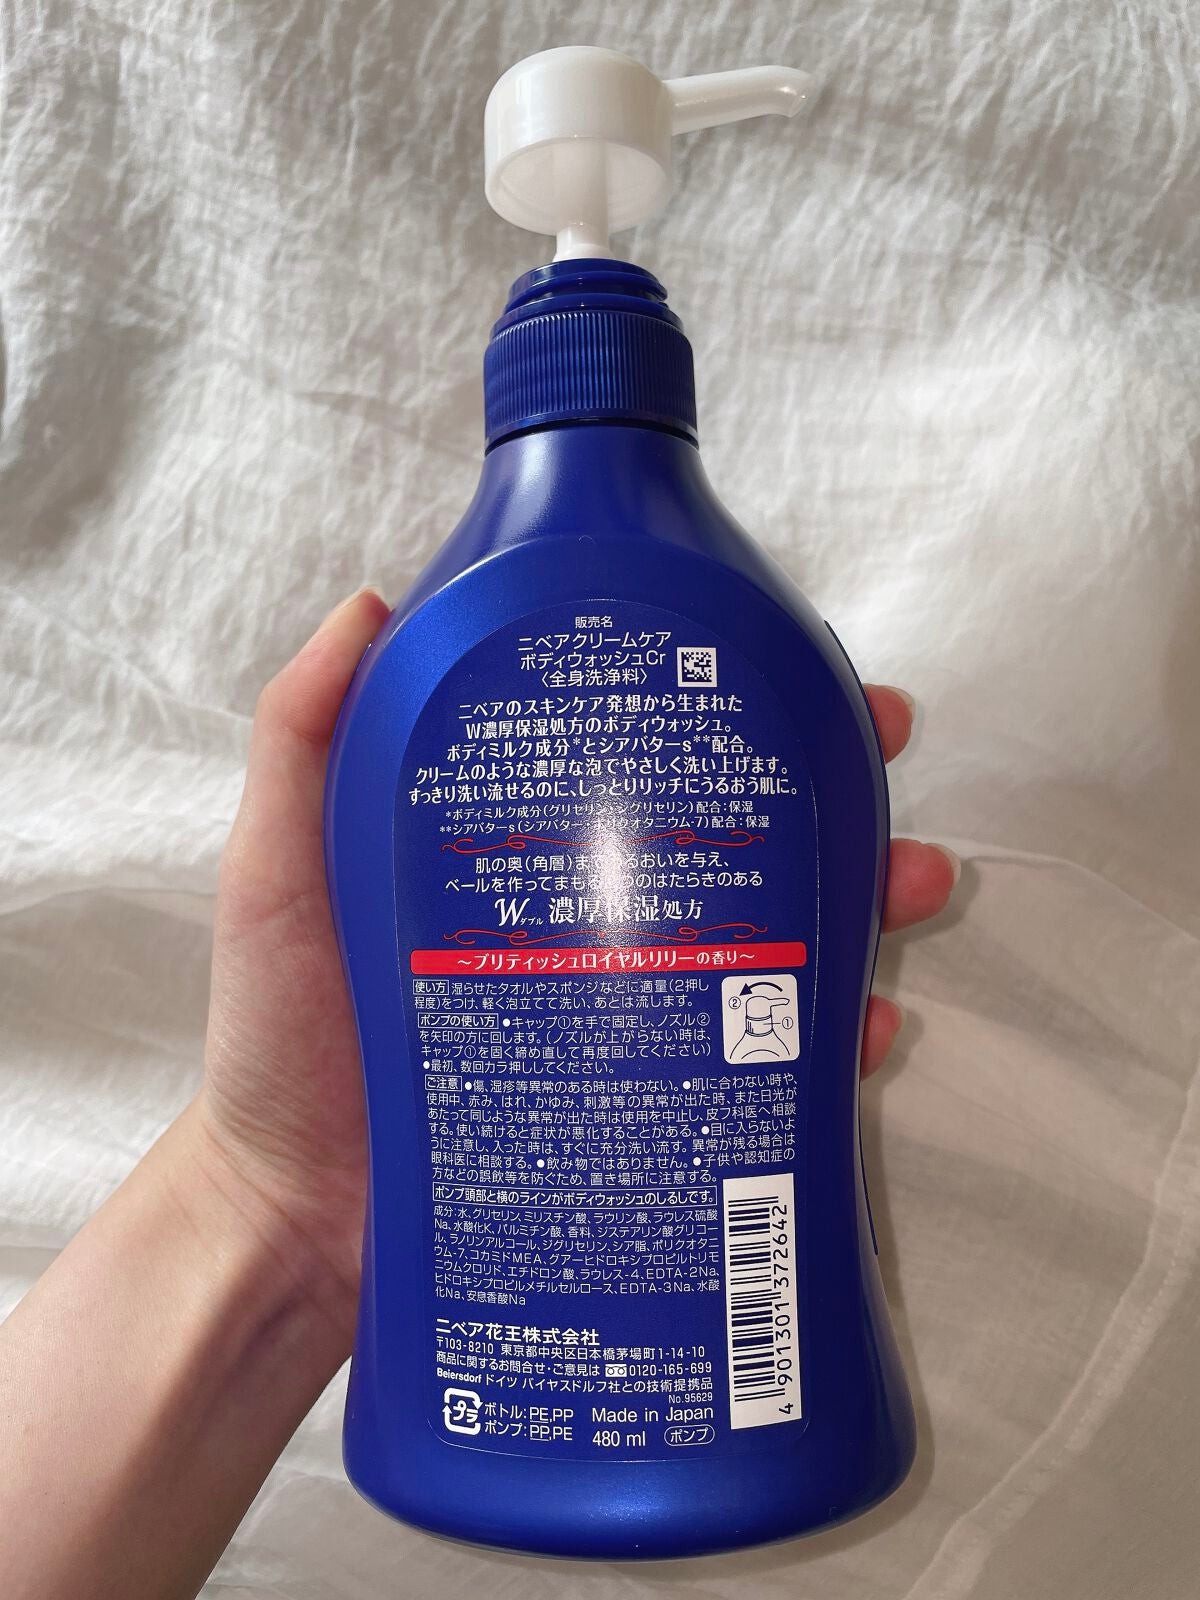 販売名
ニベアクリームケア
ボディウォッシュCr
〈全身洗浄料〉
ニベアのスキンケア発想から生まれた
W濃厚保湿処方のボディウォッシュ。
ボディミルク成分*とシアバターs**配合。
クリームのような濃厚な泡でやさしく洗い上げます。
すっきり洗い流せるのに、しっとりリッチにうるおう肌に。
*ボディミルク成分(グリセリン・ジグリセリン)配合:保湿
**シアバターs(シアバター・ポリクオタニウム-7)配合:保湿
肌の奥(角層)までうるおいを与え、
ベールを作ってまもる2つのはたらきのある
Wダブル 濃厚保湿処方
〜ブリティッシュロイヤルリリーの香り〜
使い方 湿らせたタオルやスポンジなどに適量(2押し
程度)をつけ、軽く泡立てて洗い、あとは流します。
ポンプの使い方 ●キャップ①を手で固定し、ノズル②
を矢印の方に回します。(ノズルが上がらない時は、
キャップ①を固く締め直して再度回してください)
●最初、数回カラ押ししてください。
② ①
ご注意 ●傷、湿疹等異常のある時は使わない。●肌に合わない時や、
使用中、赤み、はれ、かゆみ、刺激等の異常が出た時、また日光が
あたって同じような異常が出た時は使用を中止し、皮フ科医へ相談
する。使い続けると症状が悪化することがある。●目に入らないよ
うに注意し、入った時は、すぐに充分洗い流す。異常が残る場合は
眼科医に相談する。●飲み物ではありません。●子供や認知症の
方などの誤飲等を防ぐため、置き場所に注意する。
ポンプ頭部と横のラインがボディウォッシュのしるしです。
成分:水、グリセリン、ミリスチン酸、ラウリン酸、ラウレス硫酸
Na、水酸化K、パルミチン酸、香料、ジステアリン酸グリコー
ル、ラノリンアルコール、ジグリセリン、シア脂、ポリクオタニ
ウム-7、コカミドMEA、グアーヒドロキシプロピルトリモ
ニウムクロリド、エチドロン酸、ラウレス-4、EDTA-2Na、
ヒドロキシプロピルメチルセルロース、EDTA-3Na、水酸
化Na、安息香酸Na
ニベア花王株式会社
〒103-8210 東京都中央区日本橋茅場町1-14-10
商品に関するお問合せ・ご意見は 0120-165-699
Beiersdorf ドイツ バイヤスドルフ社との技術提携品
No.95629
プラ
ボトル:PE,PP
ポンプ:PP,PE
Made in Japan
480 ml ポンプ
4 901301 372642